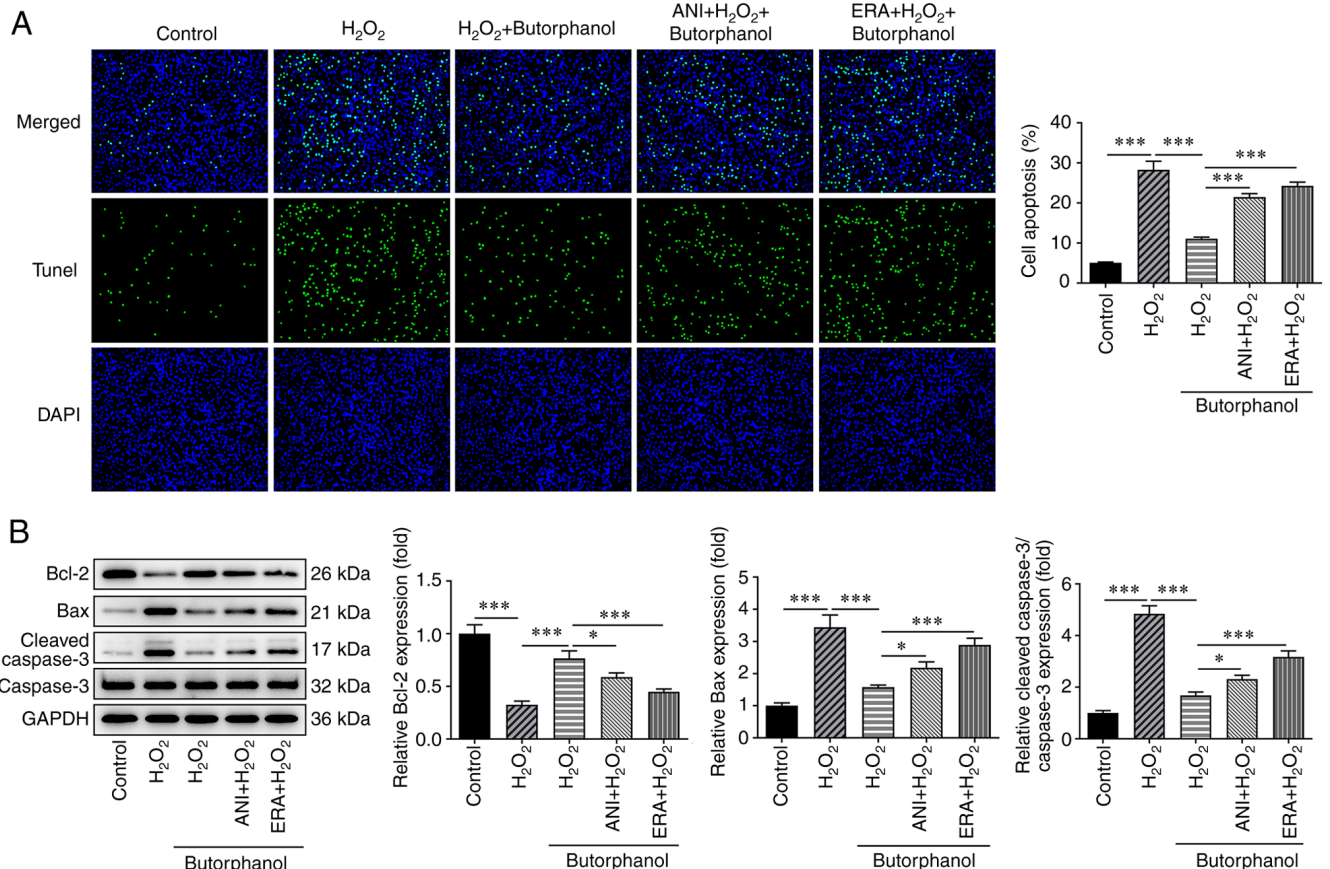 A
Control
H2O2
H2O2+Butorphanol
ANI+H2O2+
Butorphanol
ERA+H2O2+
Butorphanol
Merged
Tunel
DAPI
Cell apoptosis (%)
40
30
20
10
0
***
***
***
***
Control
H2O2
H2O2
ANI+H2O2
ERA+H2O2
Butorphanol
B
Bcl-2
26 kDa
Bax
21 kDa
Cleaved
caspase-3
17 kDa
Caspase-3
32 kDa
GAPDH
36 kDa
Control
H2O2
H2O2
ANI+H2O2
ERA+H2O2
Butorphanol
Relative Bcl-2 expression (fold)
1.5
1.0
0.5
0.0
***
***
***
*
Control
H2O2
H2O2
ANI+H2O2
ERA+H2O2
Butorphanol
Relative Bax expression (fold)
5
4
3
2
1
0
***
***
***
*
Control
H2O2
H2O2
ANI+H2O2
ERA+H2O2
Butorphanol
Relative cleaved caspase-3/
caspase-3 expression (fold)
6
4
2
0
***
***
***
*
Control
H2O2
H2O2
ANI+H2O2
ERA+H2O2
Butorphanol